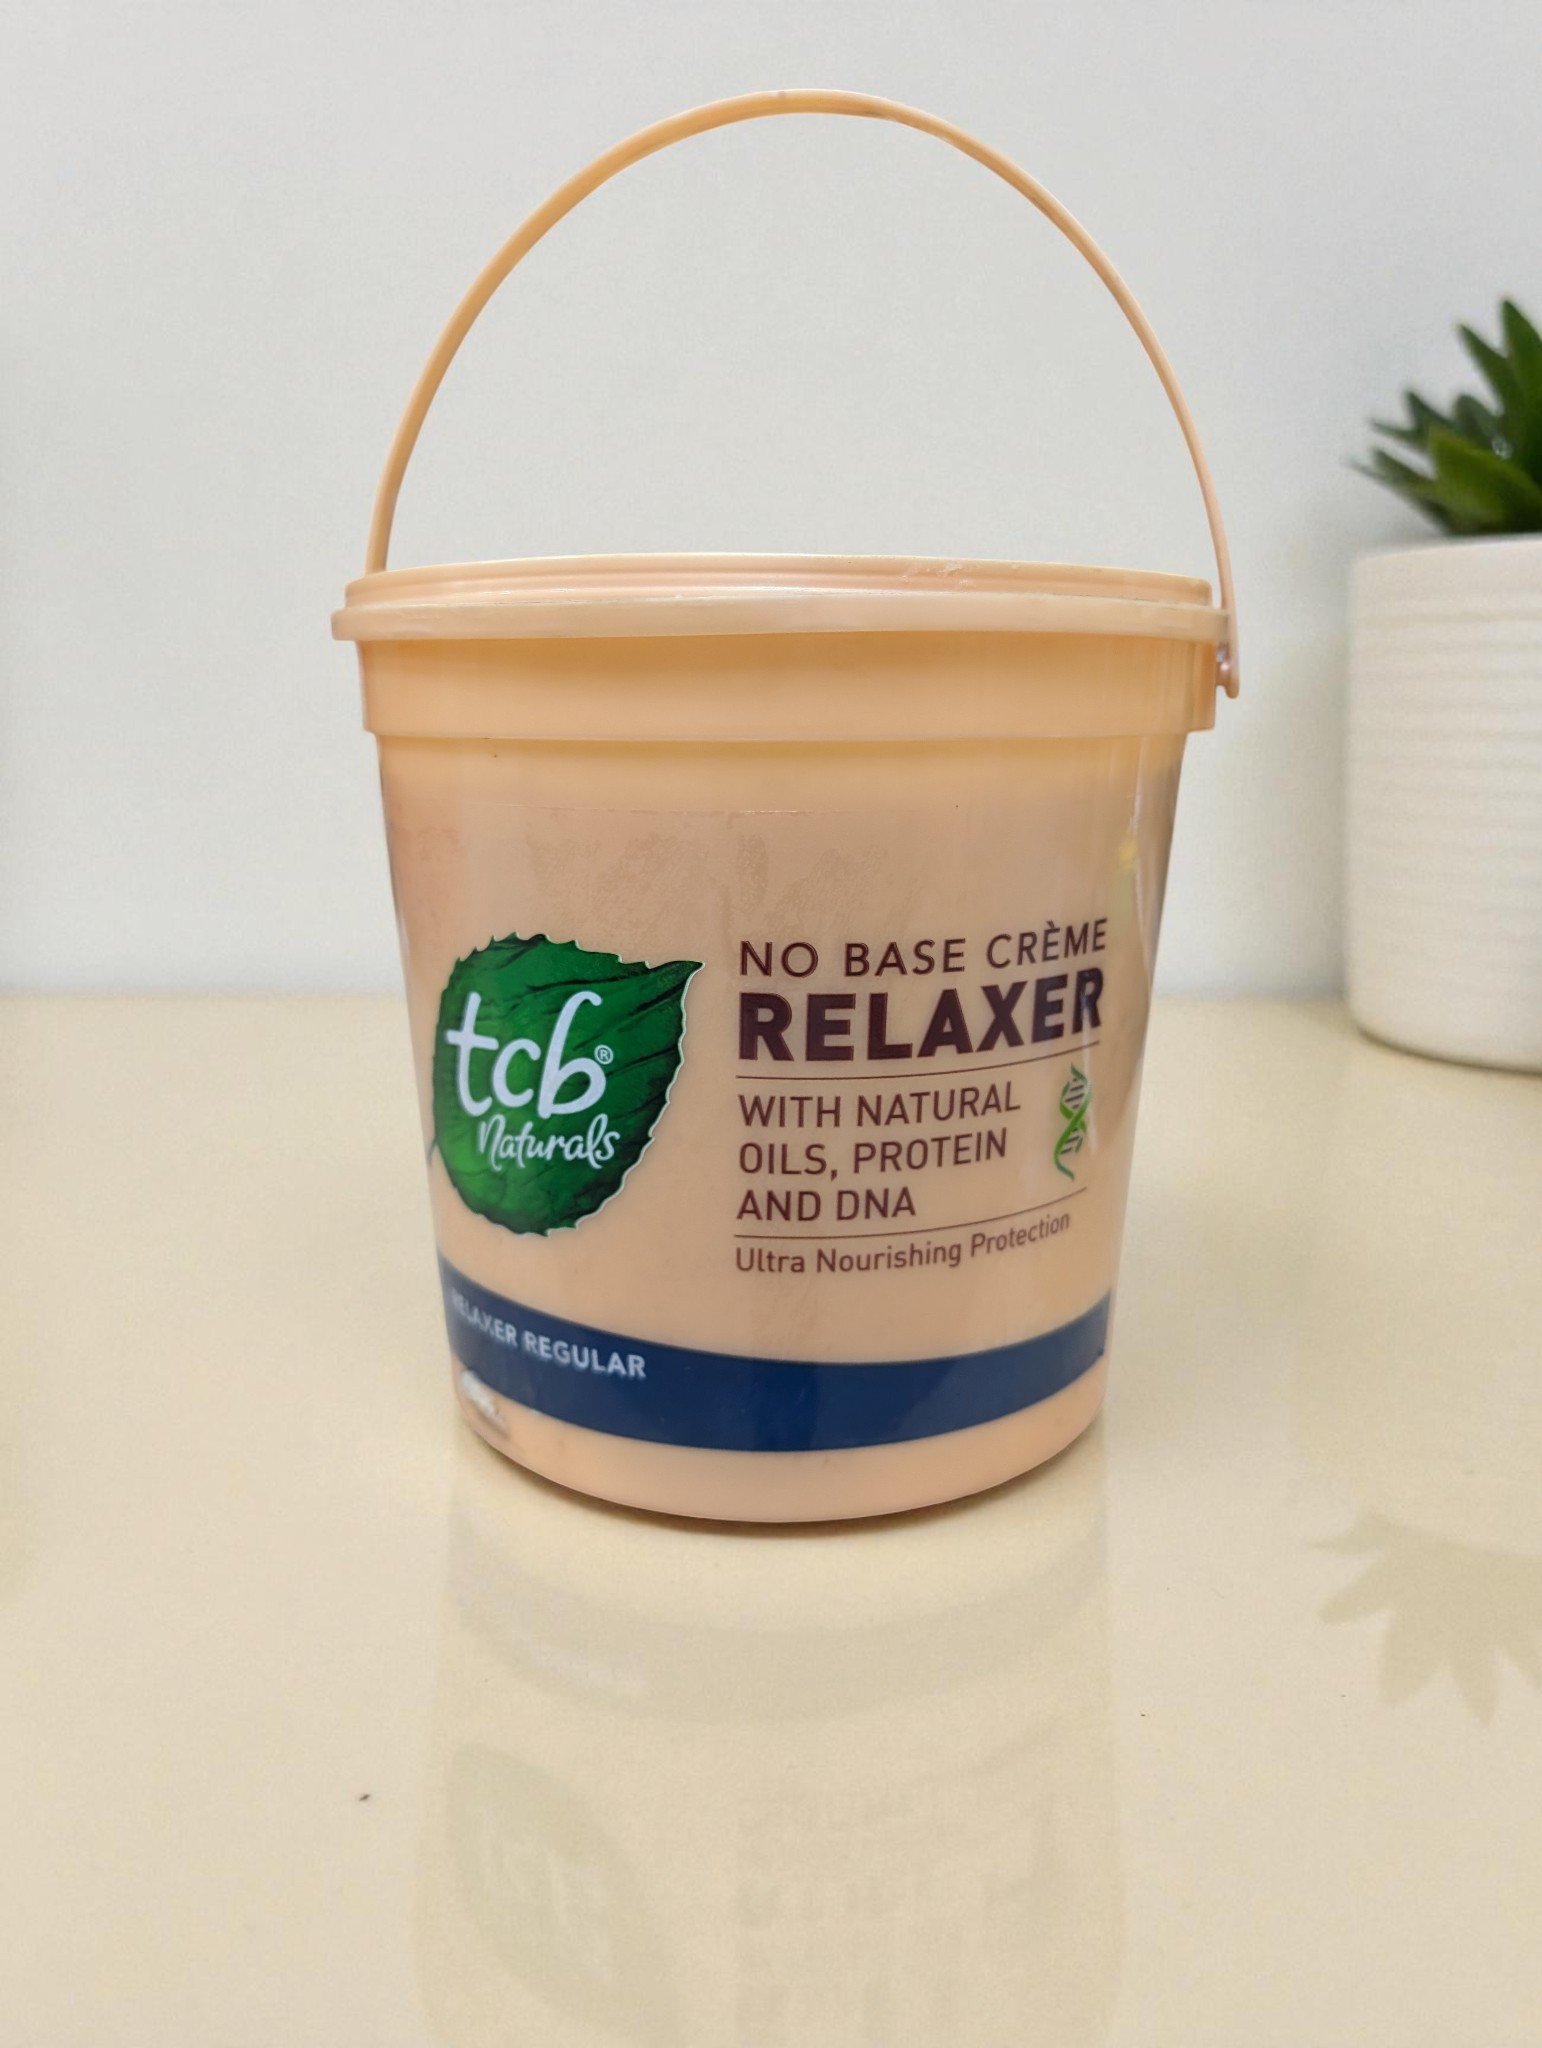 tcb®
Naturals
NO BASE CRÈME
RELAXER
WITH NATURAL
OILS, PROTEIN
AND DNA
Ultra Nourishing Protection
RELAXER REGULAR